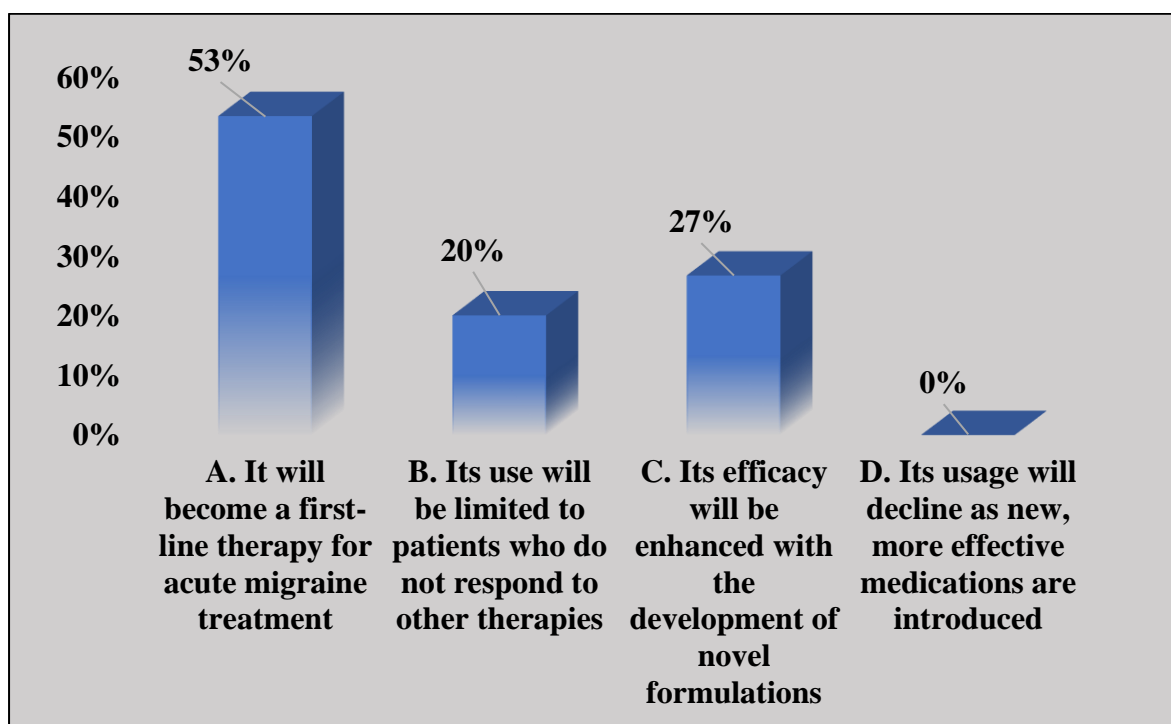 53%
60%
50%
40%
30%
20%
10%
0%
20%
27%
0%
A. It will
become a first-
line therapy for
acute migraine
treatment
B. Its use will
be limited to
patients who do
not respond to
other therapies
C. Its efficacy
will be
enhanced with
the
development of
novel
formulations
D. Its usage will
decline as new,
more effective
medications are
introduced